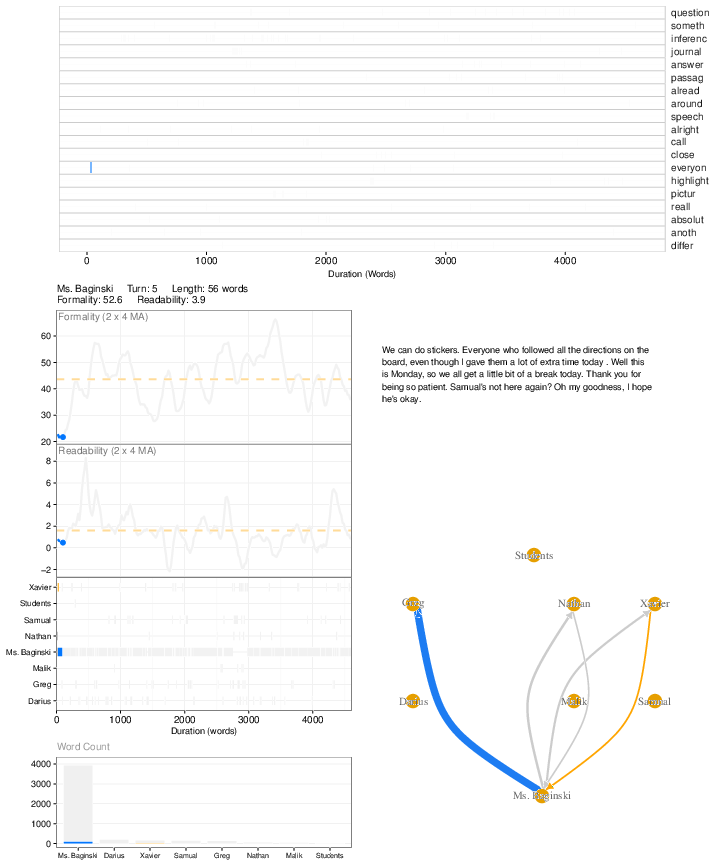 question
someth
inferenc
journal
answer
passag
alread
around
speech
alright
call
close
everyon
highlight
pictur
reall
absolut
anoth
differ
0 1000 2000 3000 4000
Duration (Words)
Ms. Baginski Turn: 5 Length: 56 words
Formality: 52.6 Readability: 3.9
Formality (2 x 4 MA)
60
50
40
30
20
We can do stickers. Everyone who followed all the directions on the
board, even though I gave them a lot of extra time today . Well this
is Monday, so we all get a little bit of a break today. Thank you for
being so patient. Samual's not here again? Oh my goodness, I hope
he's okay.
Readability (2 x 4 MA)
8
6
4
2
0
−2
Xavier
Students
Samual
Nathan
Ms. Baginski
Malik
Greg
Darius
0 1000 2000 3000 4000
Duration (words)
Students
Greg Nathan Xavier
Darius Malik Samual
Ms. Baginski
Word Count
4000
3000
2000
1000
0
Ms. Baginski Darius Xavier Samual Greg Nathan Malik Students